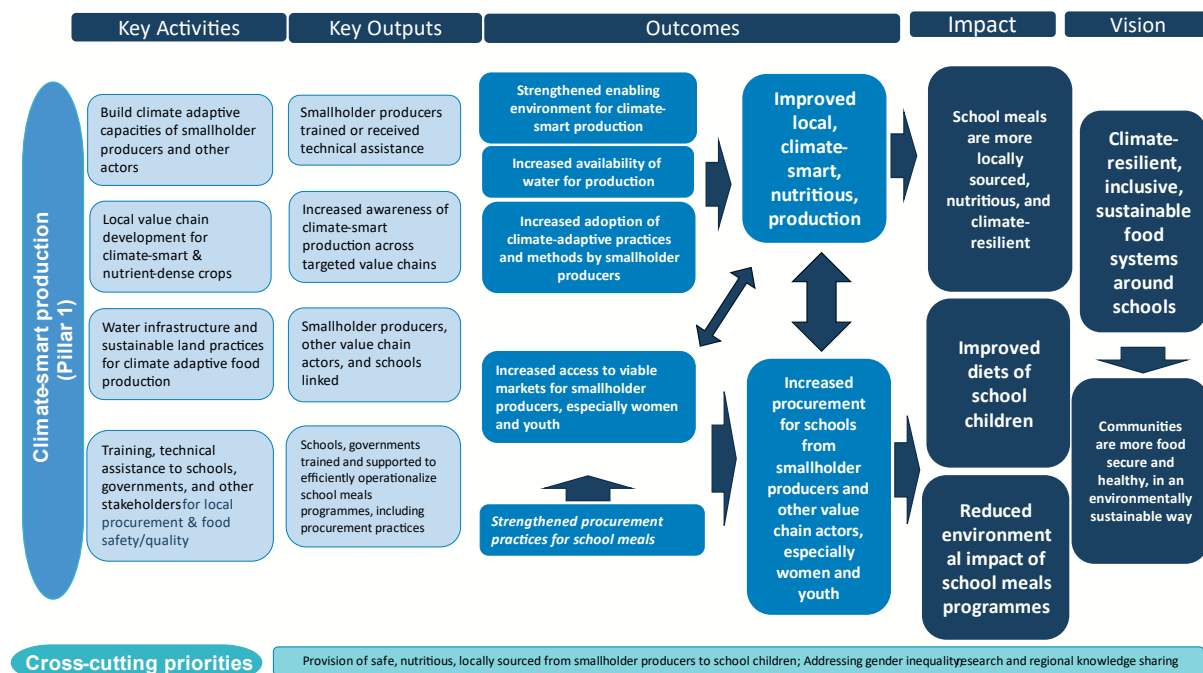 Key Activities
Key Outputs
Outcomes
Impact
Vision
Climate-smart production
(Pillar 1)
Build climate adaptive
capacities of smallholder
producers and other
actors
Local value chain
development for
climate-smart &
nutrient-dense crops
Water infrastructure and
sustainable land practices
for climate adaptive food
production
Training, technical
assistance to schools,
governments, and other
stakeholders for local
procurement & food
safety/quality
Smallholder producers
trained or received
technical assistance
Increased awareness of
climate-smart
production across
targeted value chains
Smallholder producers,
other value chain
actors, and schools
linked
Schools, governments
trained and supported to
efficiently operationalize
school meals
programmes, including
procurement practices
Strengthened enabling
environment for climate-
smart production
Increased availability of
water for production
Increased adoption of
climate-adaptive practices
and methods by smallholder
producers
Increased access to viable
markets for smallholder
producers, especially women
and youth
Strengthened procurement
practices for school meals
Improved
local,
climate-
smart,
nutritious,
production
Increased
procurement
for schools
from
smallholder
producers and
other value
chain actors,
especially
women and
youth
School meals
are more
locally
sourced,
nutritious, and
climate-
resilient
Improved
diets of
school
children
Reduced
environment
al impact of
school meals
programmes
Climate-
resilient,
inclusive,
sustainable
food
systems
around
schools
Communities
are more food
secure and
healthy, in an
environmentally
sustainable way
Cross-cutting priorities
Provision of safe, nutritious, locally sourced from smallholder producers to school children; Addressing gender inequality; research and regional knowledge sharing